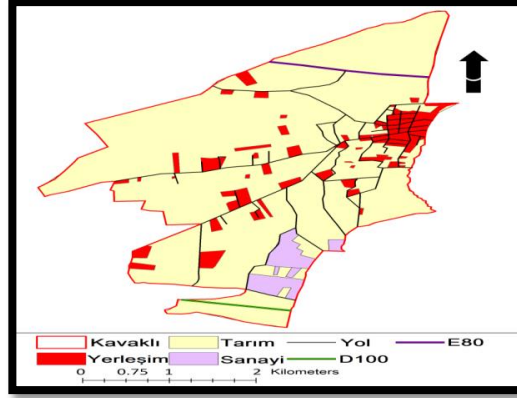 Kavaklı Tarım Yol E80
Yerleşim Sanayi D100
0 0.75 1 2 Kilometers